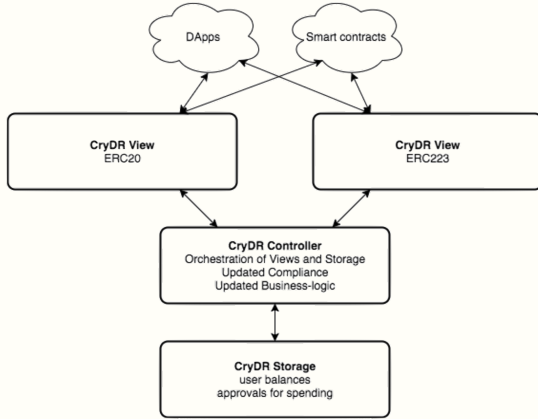 DApps
Smart contracts
CryDR View
ERC20
CryDR View
ERC223
CryDR Controller
Orchestration of Views and Storage
Updated Compliance
Updated Business-logic
CryDR Storage
user balances
approvals for spending